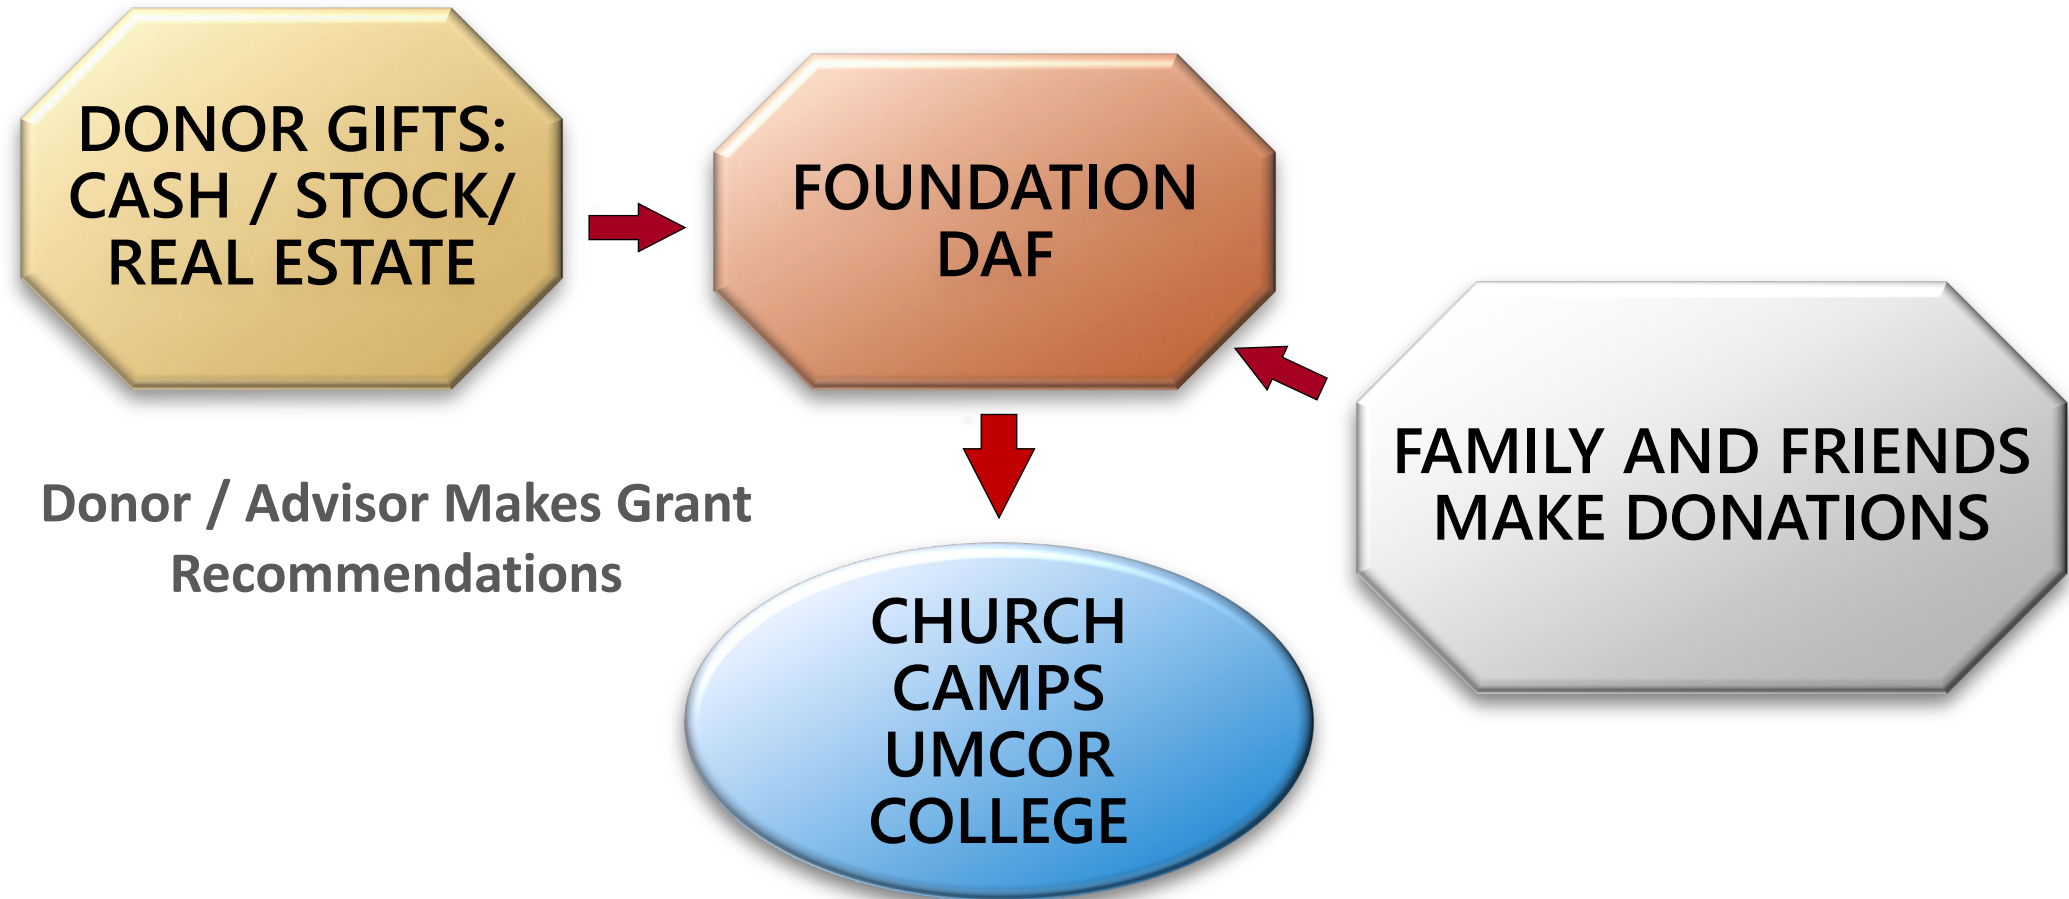 DONOR GIFTS:
CASH / STOCK/
REAL ESTATE
FOUNDATION
DAF
FAMILY AND FRIENDS
MAKE DONATIONS
Donor / Advisor Makes Grant
Recommendations
CHURCH
CAMPS
UMCOR
COLLEGE